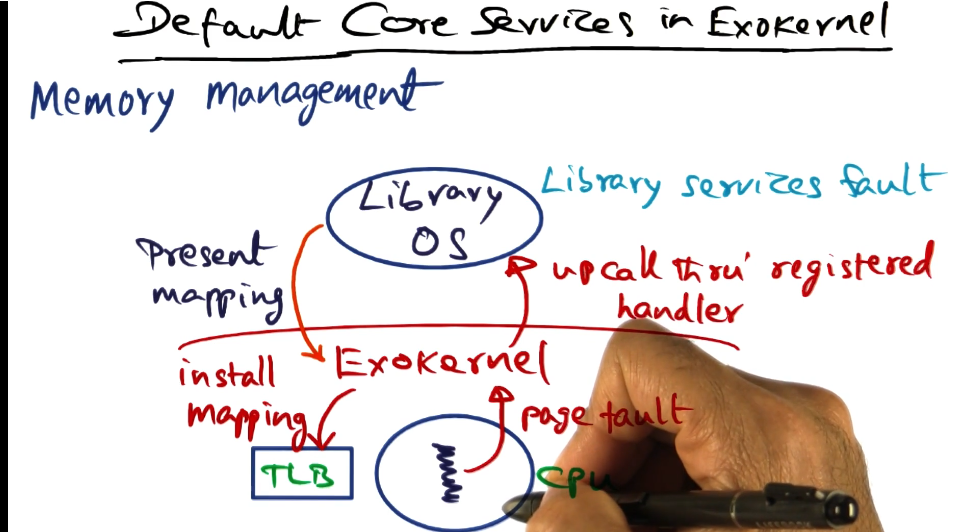 Default Core Services in Exokernel
Memory management
Library OS
Library services fault
Present mapping
upcall thru' registered handler
Exokernel
install mapping
page fault
TLB
CPU